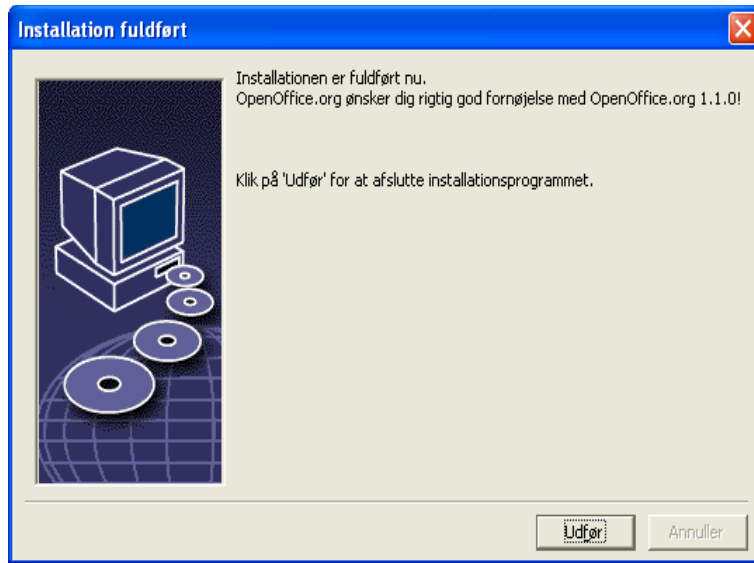 Installation fuldført
Installationen er fuldført nu.
OpenOffice.org ønsker dig rigtig god fornøjelse med OpenOffice.org 1.1.0!
Klik på 'Udfør' for at afslutte installationsprogrammet.
Udfør
Annuller